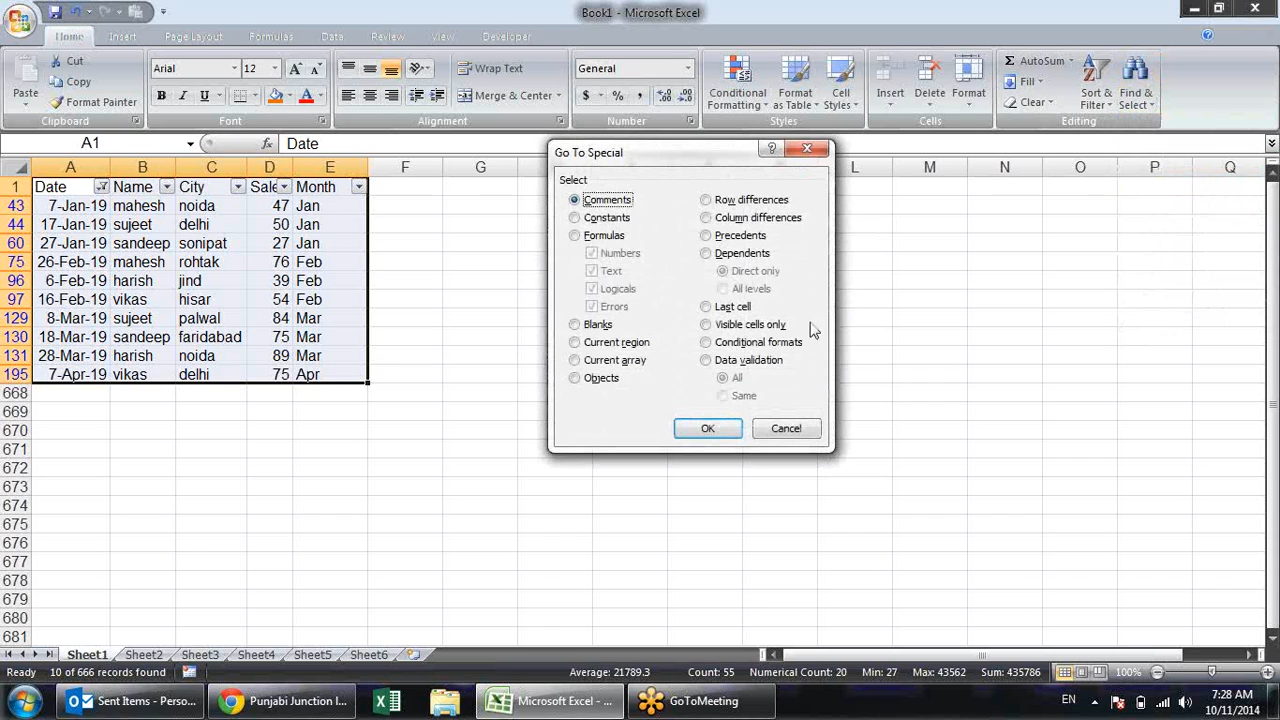 Book1 - Microsoft Excel
Home Insert Page Layout Formulas Data Review View Developer
Paste
Cut
Copy
Format Painter
Clipboard
Arial 12
B I U
Font
Wrap Text
Merge & Center
Alignment
General
$ % ,
Number
Conditional Formatting
Format as Table
Cell Styles
Styles
Insert Delete Format
Cells
AutoSum
Fill
Clear
Sort & Filter
Find & Select
Editing
A1 fx Date
A B C D E F G L M N O P Q
1 Date Name City Sale Month
43 7-Jan-19 mahesh noida 47 Jan
44 17-Jan-19 sujeet delhi 50 Jan
60 27-Jan-19 sandeep sonipat 27 Jan
75 26-Feb-19 mahesh rohtak 76 Feb
96 6-Feb-19 harish jind 39 Feb
97 16-Feb-19 vikas hisar 54 Feb
129 8-Mar-19 sujeet palwal 84 Mar
130 18-Mar-19 sandeep faridabad 75 Mar
131 28-Mar-19 harish noida 89 Mar
195 7-Apr-19 vikas delhi 75 Apr
668
669
670
671
672
673
674
675
676
677
678
679
680
681
Go To Special
Select
Comments
Constants
Formulas
Numbers
Text
Logicals
Errors
Blanks
Current region
Current array
Objects
Row differences
Column differences
Precedents
Dependents
Direct only
All levels
Last cell
Visible cells only
Conditional formats
Data validation
All
Same
OK Cancel
Sheet1 Sheet2 Sheet3 Sheet4 Sheet5 Sheet6
Ready 10 of 666 records found Average: 21789.3 Count: 55 Numerical Count: 20 Min: 27 Max: 43562 Sum: 435786 100%
Sent Items - Perso... Punjabi Junction I... Microsoft Excel - ... GoToMeeting EN 7:28 AM
10/11/2014